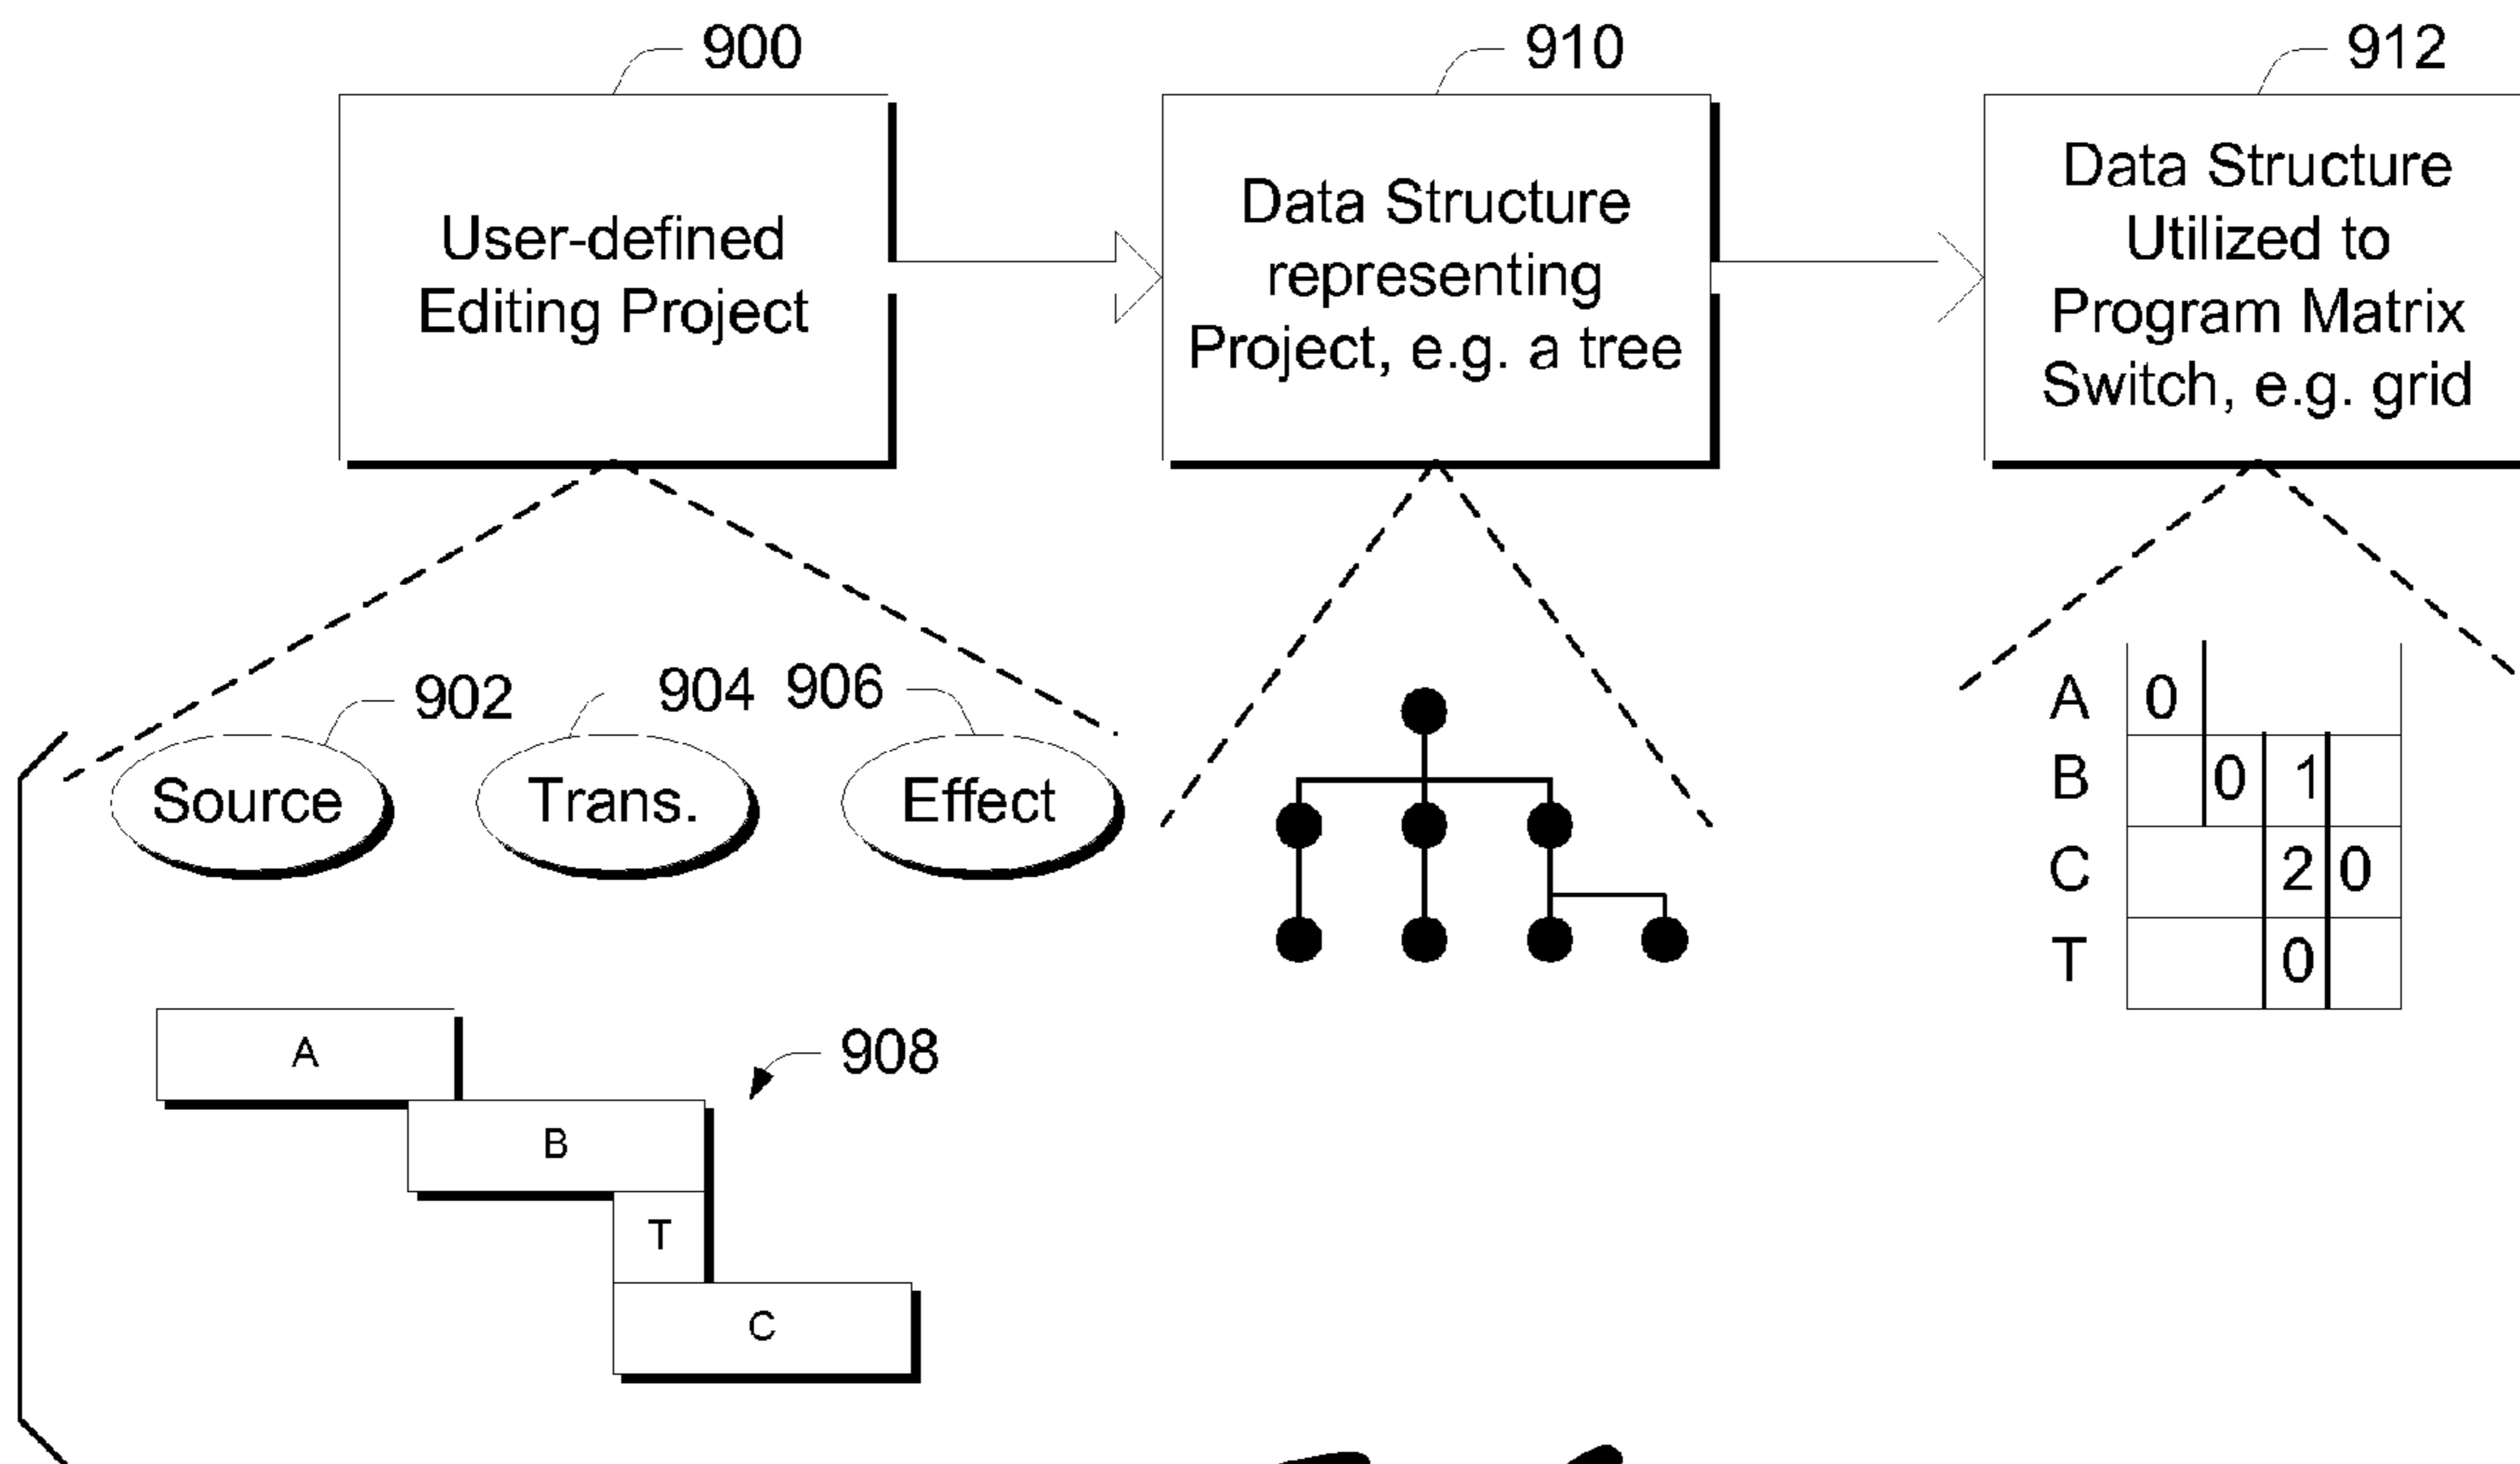 900
910
912
User-defined
Editing Project
Data Structure
representing
Project, e.g. a tree
Data Structure
Utilized to
Program Matrix
Switch, e.g. grid
902
904
906
Source
Trans.
Effect
A 0
B 0 1
C 2 0
T 0
908
A
B
T
C